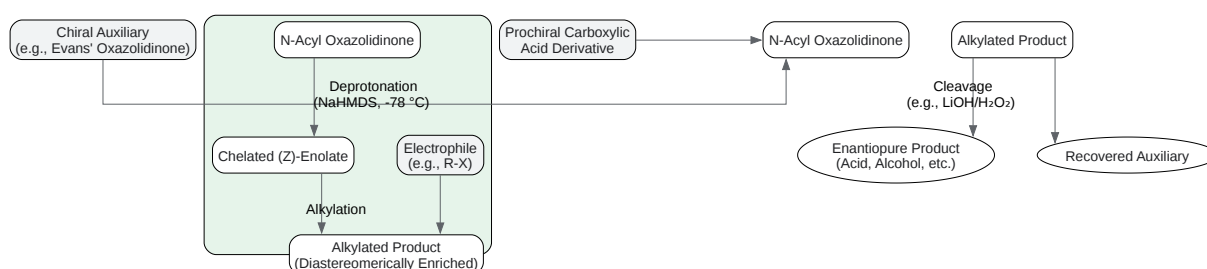 Chiral Auxiliary
(e.g., Evans' Oxazolidinone)
N-Acyl Oxazolidinone
Prochiral Carboxylic
Acid Derivative
N-Acyl Oxazolidinone
Alkylated Product
Deprotonation
(NaHMDS, -78 °C)
Cleavage
(e.g., LiOH/H₂O₂)
Chelated (Z)-Enolate
Electrophile
(e.g., R-X)
Enantiopure Product
(Acid, Alcohol, etc.)
Recovered Auxiliary
Alkylation
Alkylated Product
(Diastereomerically Enriched)